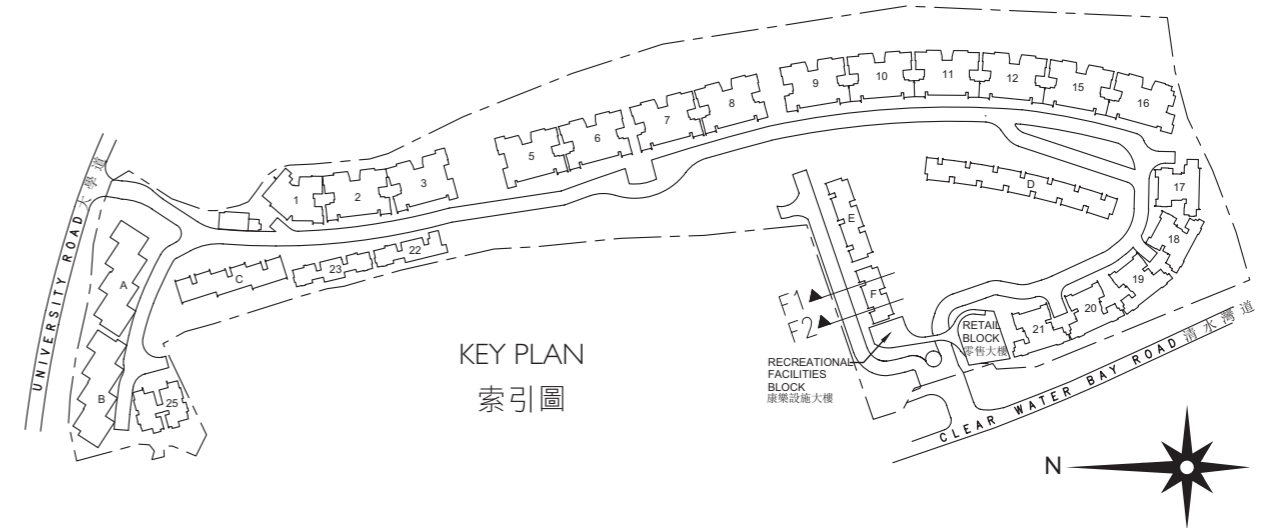 9
10
11
12
15
16
8
7
6
5
3
2
1
17
18
19
20
21
D
E
F
22
23
C
A
B
25
UNIVERSITY ROAD 大學道
F1
F2
KEY PLAN
索引圖
RETAIL
BLOCK
零售大樓
RECREATIONAL
FACILITIES
BLOCK
康樂設施大樓
CLEAR WATER BAY ROAD 清水灣道
N